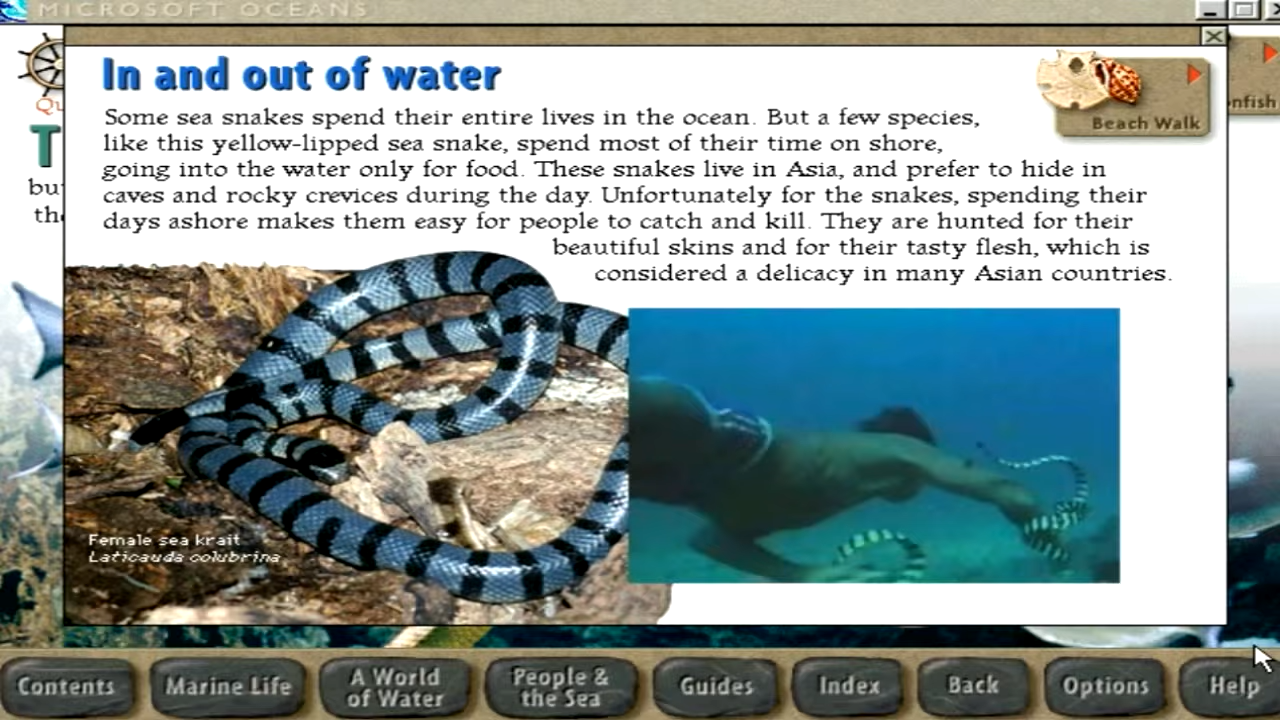 MICROSOFT OCEANS
In and out of water
Beach Walk
Some sea snakes spend their entire lives in the ocean. But a few species,
like this yellow-lipped sea snake, spend most of their time on shore,
going into the water only for food. These snakes live in Asia, and prefer to hide in
caves and rocky crevices during the day. Unfortunately for the snakes, spending their
days ashore makes them easy for people to catch and kill. They are hunted for their
beautiful skins and for their tasty flesh, which is
considered a delicacy in many Asian countries.
Female sea krait
Laticauda colubrina
Contents
Marine Life
A World
of Water
People &
the Sea
Guides
Index
Back
Options
Help